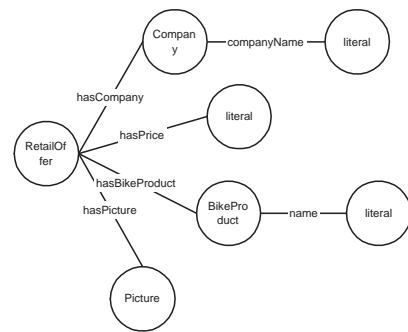 Compan
y
companyName
literal
hasCompany
literal
hasPrice
RetailOf
fer
hasBikeProduct
hasPicture
BikePro
duct
name
literal
Picture